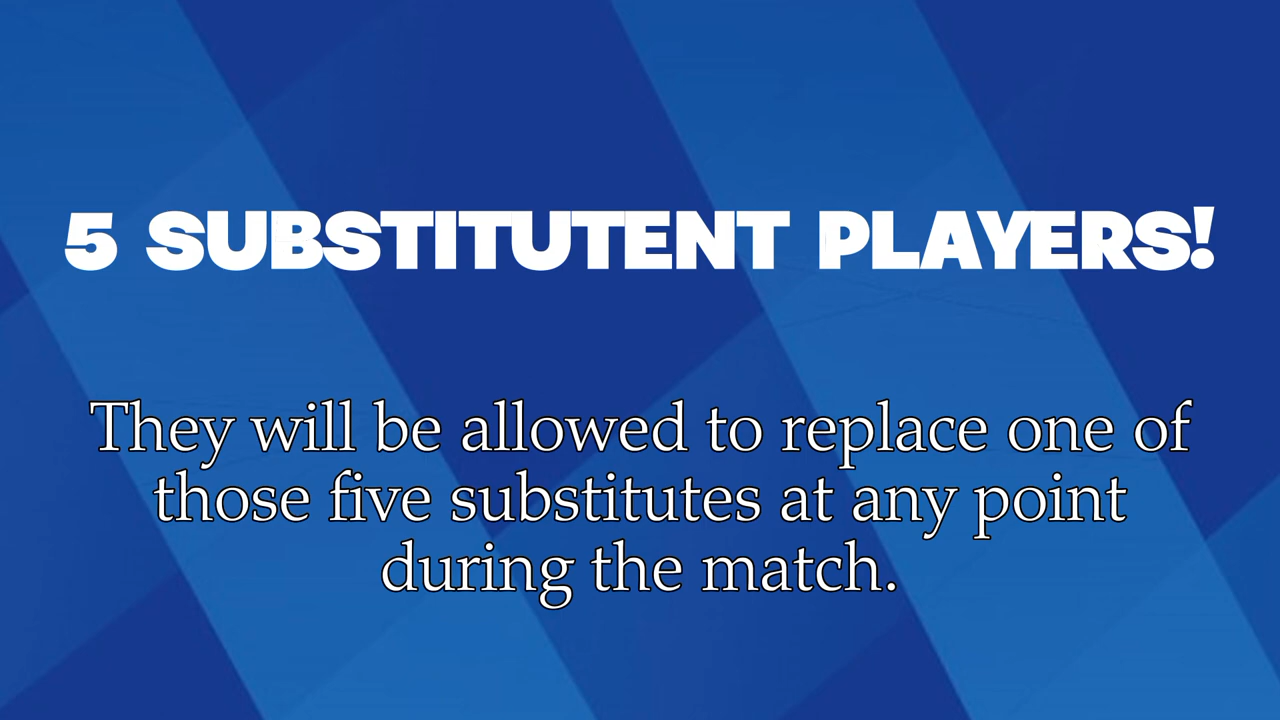 5 SUBSTITUTENT PLAYERS!
They will be allowed to replace one of
those five substitutes at any point
during the match.